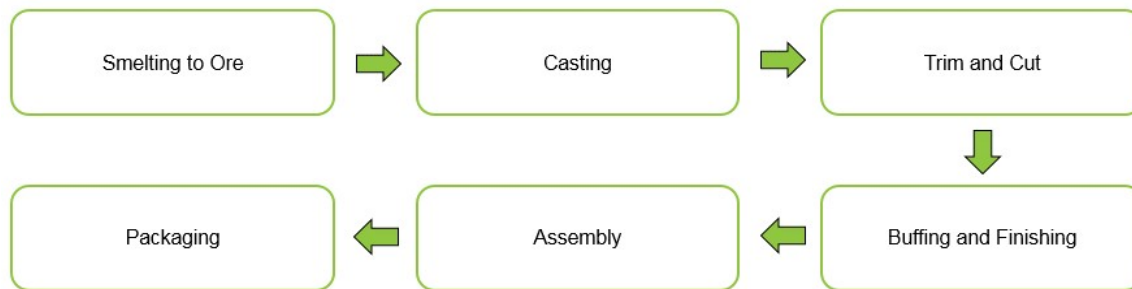 Smelting to Ore
Casting
Trim and Cut
Buffing and Finishing
Assembly
Packaging